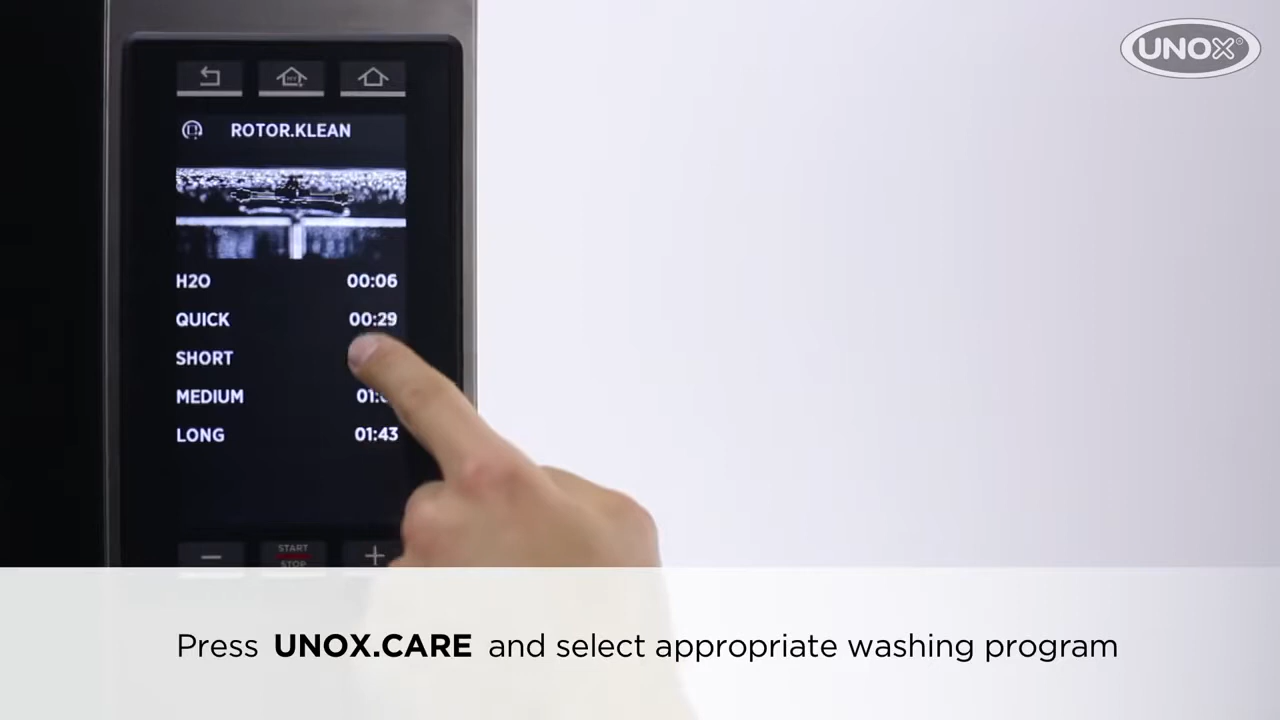 UNOX
ROTOR.KLEAN
H2O 00:06
QUICK 00:29
SHORT
MEDIUM
LONG 01:43
START
STOP
Press UNOX.CARE and select appropriate washing program